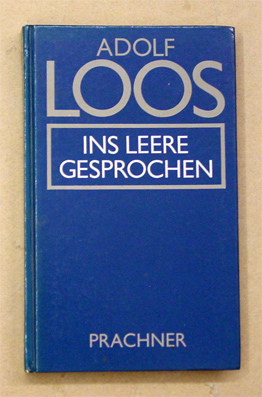 ADOLF
LOOS
INS LEERE
GESPROCHEN
PRACHNER